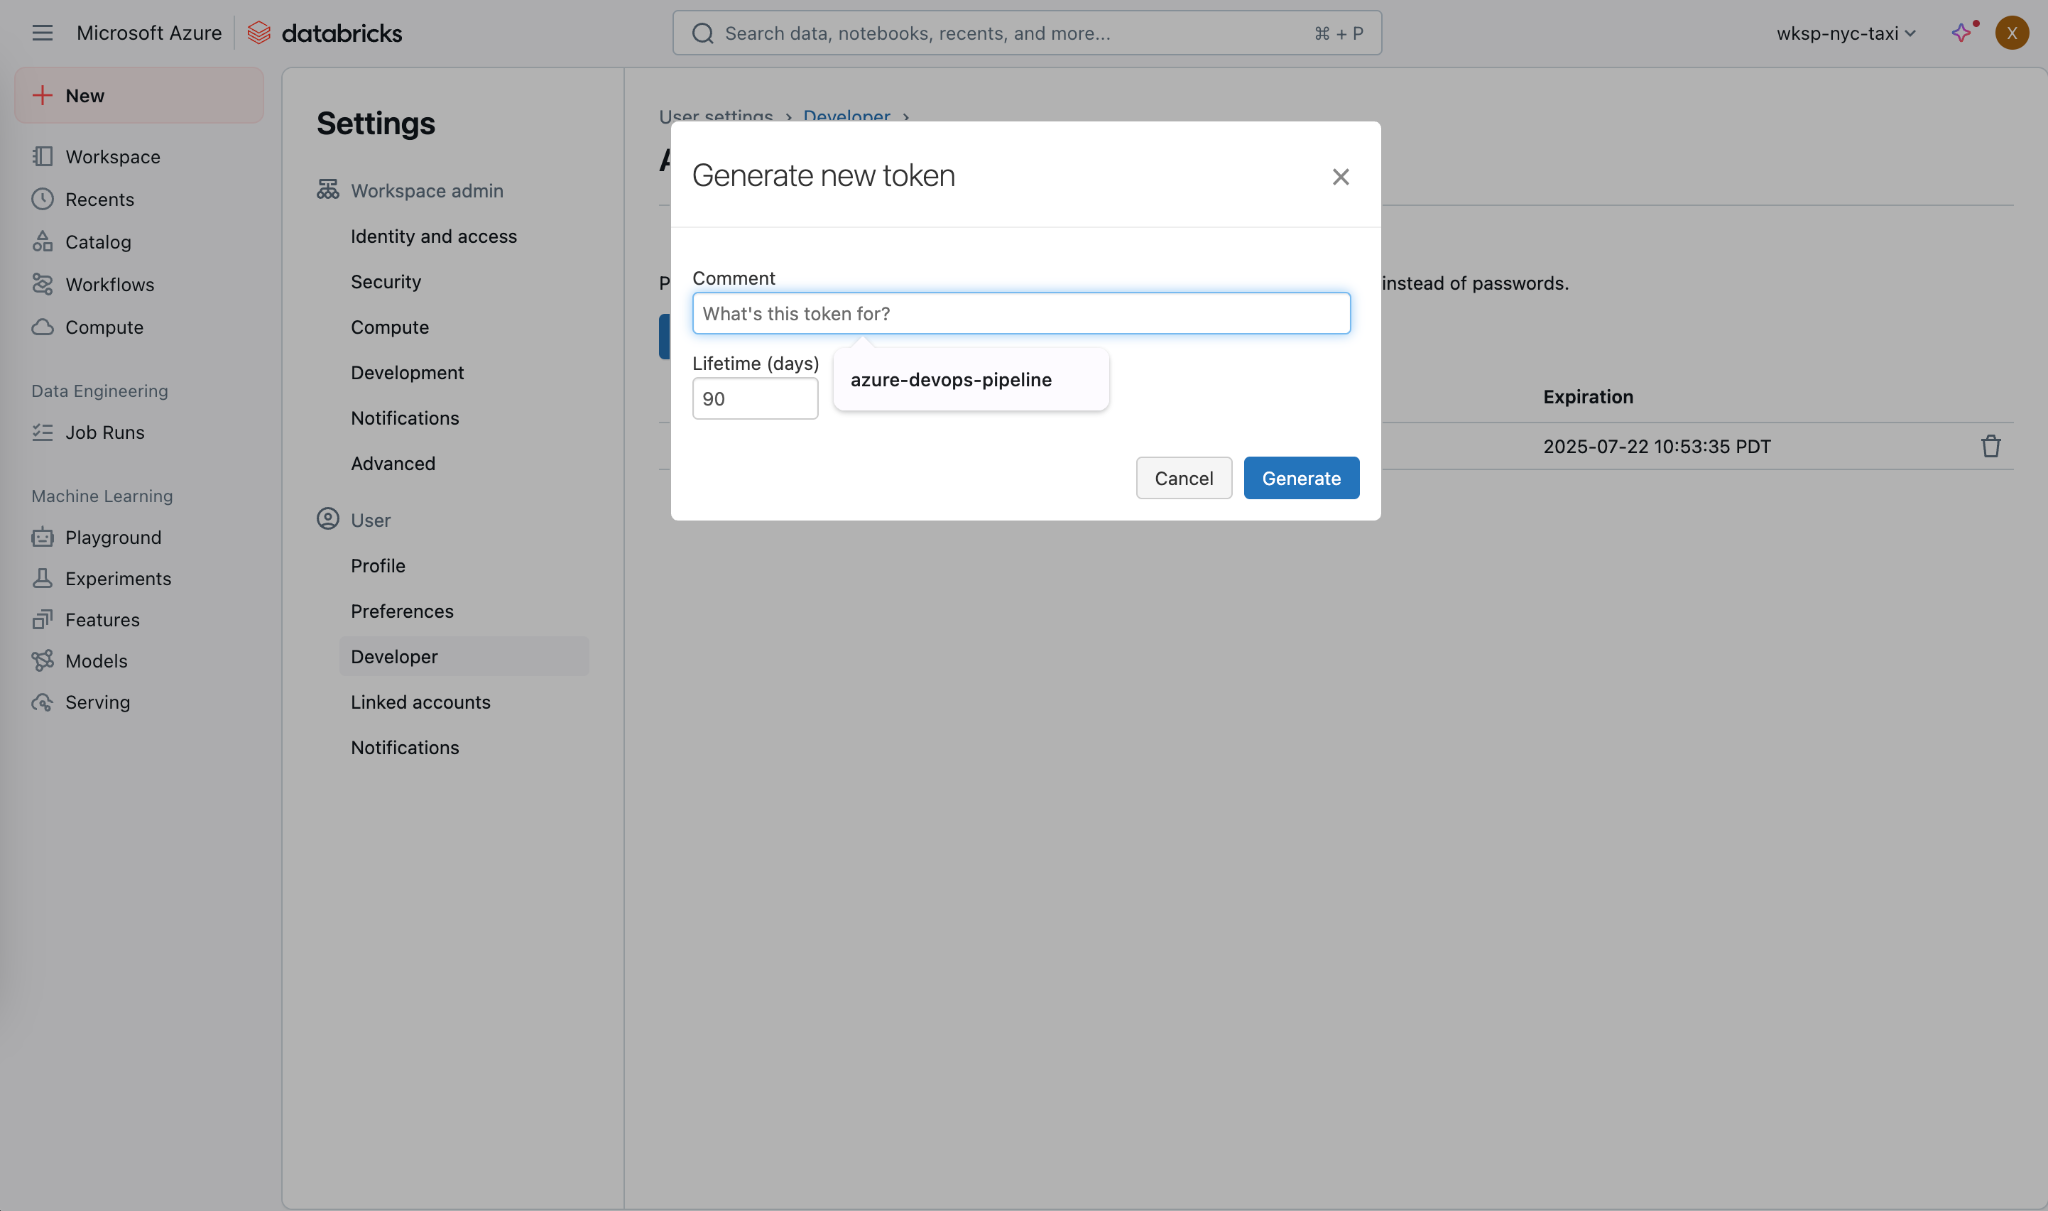 Microsoft Azure
databricks
Search data, notebooks, recents, and more...
⌘ + P
wksp-nyc-taxi
X
New
Workspace
Recents
Catalog
Workflows
Compute
Data Engineering
Job Runs
Machine Learning
Playground
Experiments
Features
Models
Serving
Settings
Workspace admin
Identity and access
Security
Compute
Development
Notifications
Advanced
User
Profile
Preferences
Developer
Linked accounts
Notifications
User settings › Developer ›
instead of passwords.
Expiration
2025-07-22 10:53:35 PDT
Generate new token
Comment
What's this token for?
Lifetime (days)
90
azure-devops-pipeline
Cancel
Generate